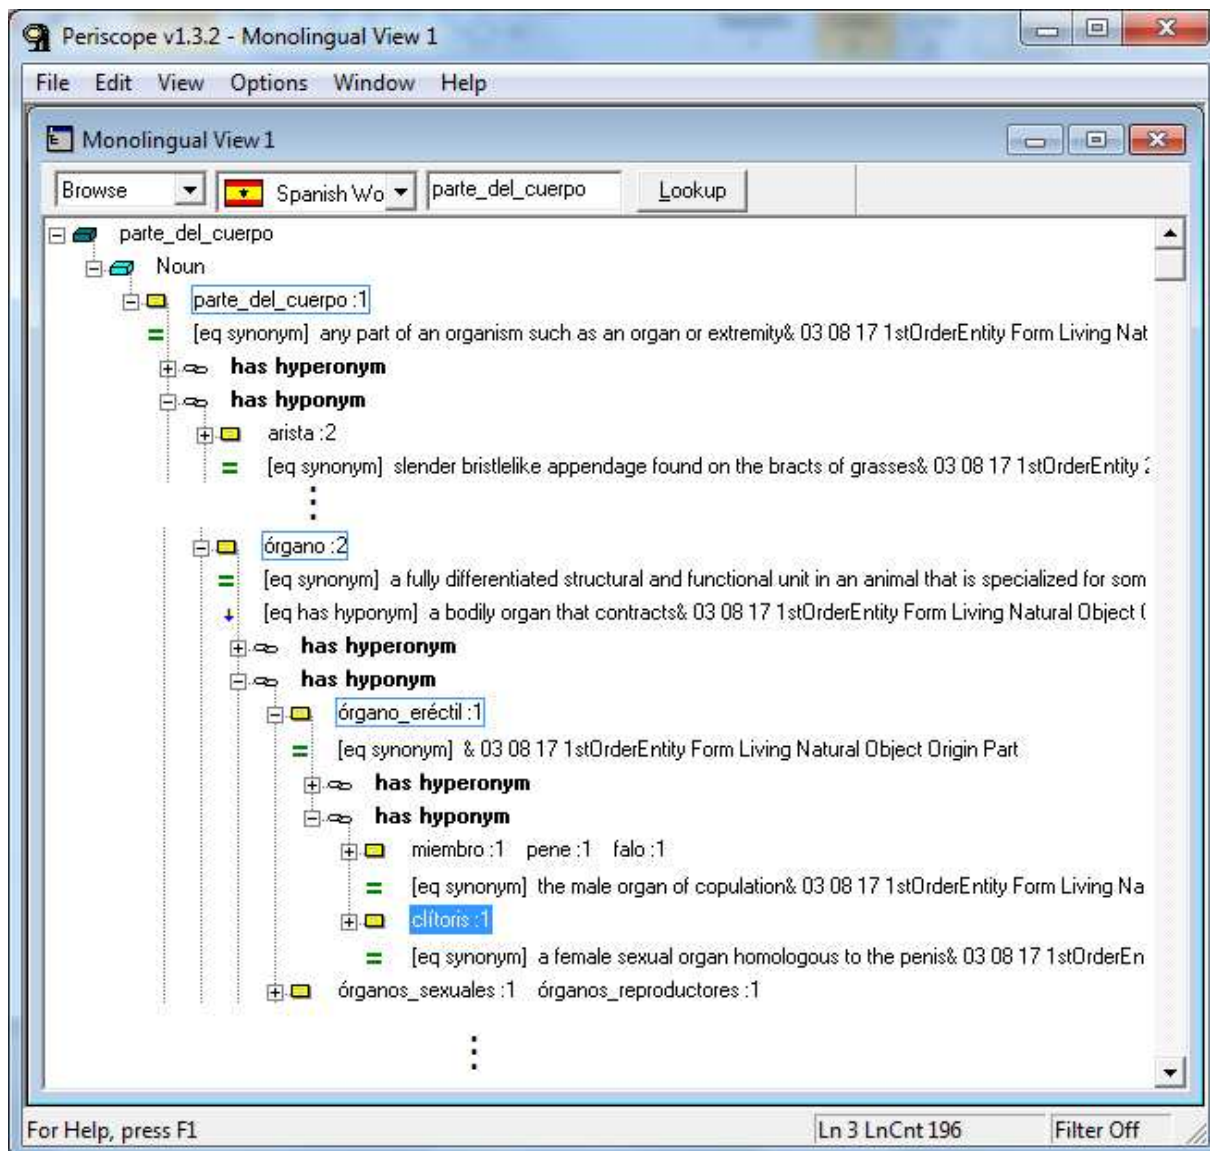 Periscope v1.3.2 - Monolingual View 1
File Edit View Options Window Help
Monolingual View 1
Browse Spanish Wo parte_del_cuerpo Lookup
parte_del_cuerpo
Noun
parte_del_cuerpo :1
[eq synonym] any part of an organism such as an organ or extremity& 03 08 17 1stOrderEntity Form Living Nat
has hyperonym
has hyponym
arista :2
[eq synonym] slender bristlelike appendage found on the bracts of grasses& 03 08 17 1stOrderEntity 2
órgano :2
[eq synonym] a fully differentiated structural and functional unit in an animal that is specialized for som
[eq has hyponym] a bodily organ that contracts& 03 08 17 1stOrderEntity Form Living Natural Object (
has hyperonym
has hyponym
órgano_eréctil :1
[eq synonym] & 03 08 17 1stOrderEntity Form Living Natural Object Origin Part
has hyperonym
has hyponym
miembro :1 pene :1 falo :1
[eq synonym] the male organ of copulation& 03 08 17 1stOrderEntity Form Living Na
clítoris :1
[eq synonym] a female sexual organ homologous to the penis& 03 08 17 1stOrderEn
órganos_sexuales :1 órganos_reproductores :1
For Help, press F1 Ln 3 LnCnt 196 Filter Off